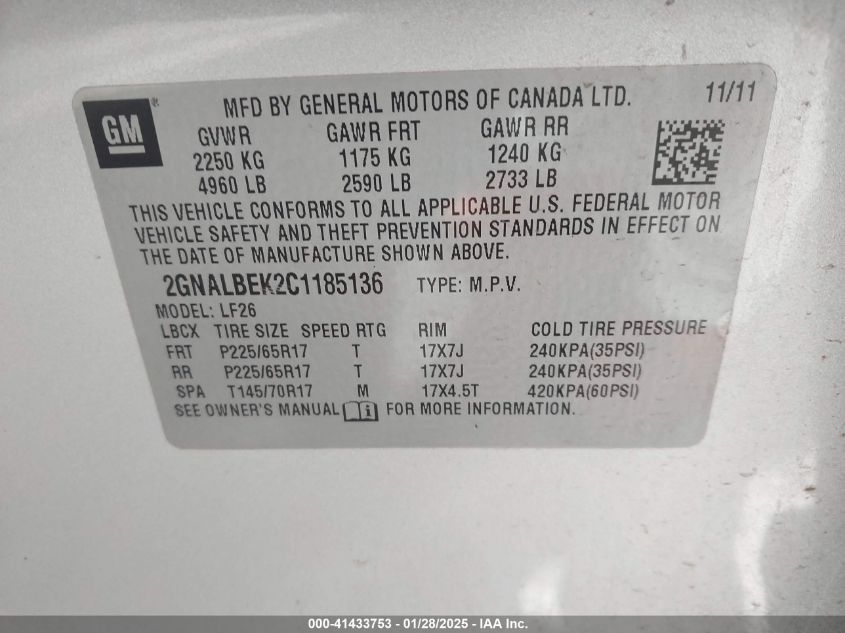 MFD BY GENERAL MOTORS OF CANADA LTD. 11/11
GM®
GVWR GAWR FRT GAWR RR
2250 KG 1175 KG 1240 KG
4960 LB 2590 LB 2733 LB
THIS VEHICLE CONFORMS TO ALL APPLICABLE U.S. FEDERAL MOTOR
VEHICLE SAFETY AND THEFT PREVENTION STANDARDS IN EFFECT ON
THE DATE OF MANUFACTURE SHOWN ABOVE.
2GNALBEK2C1185136 TYPE: M.P.V.
MODEL: LF26
LBCX TIRE SIZE SPEED RTG RIM COLD TIRE PRESSURE
FRT P225/65R17 T 17X7J 240KPA(35PSI)
RR P225/65R17 T 17X7J 240KPA(35PSI)
SPA T145/70R17 M 17X4.5T 420KPA(60PSI)
SEE OWNER'S MANUAL i FOR MORE INFORMATION.
000-41433753 - 01/28/2025 - IAA Inc.